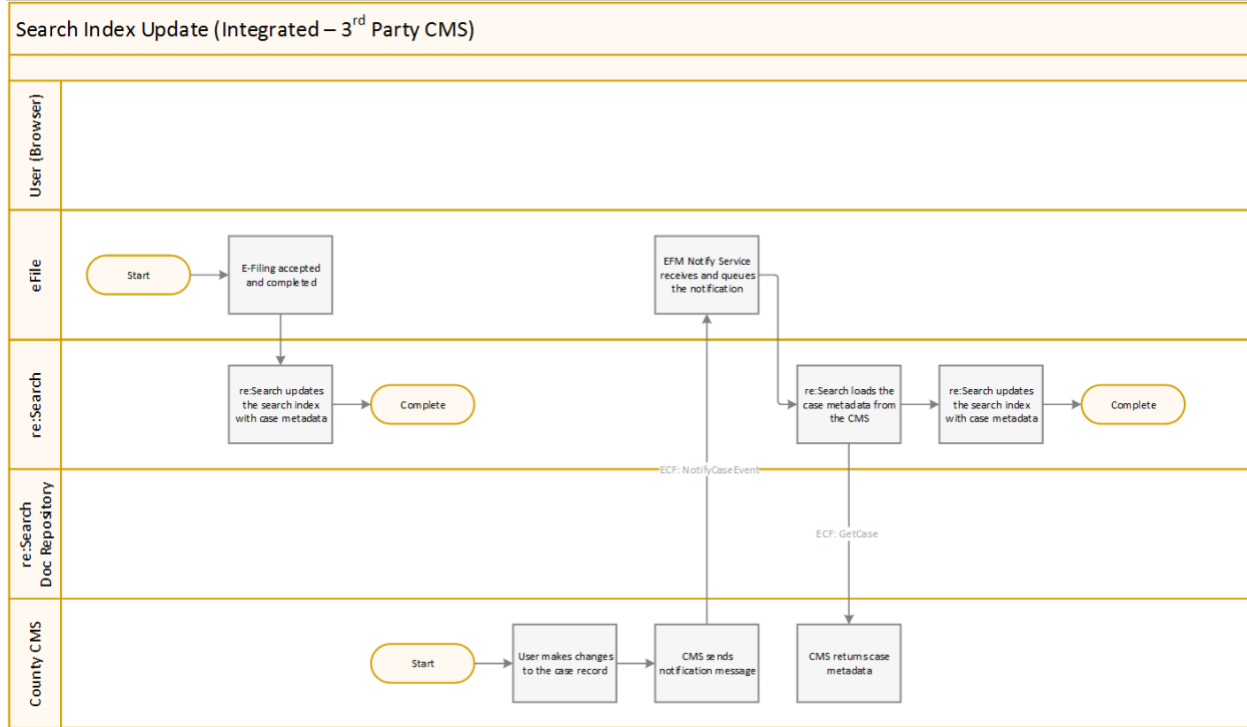 Search Index Update (Integrated – 3rd Party CMS)
User (Browser)
eFile
Start
E-Filing accepted
and completed
EFM Notify Service
receives and queues
the notification
re:Search
re:Search updates
the search index
with case metadata
Complete
re:Search loads the
case metadata from
the CMS
re:Search updates
the search index
with case metadata
Complete
ECF: NotifyCaseEvent
re:Search
Doc Repository
ECF: GetCase
County CMS
Start
User makes changes
to the case record
CMS sends
notification message
CMS returns case
metadata